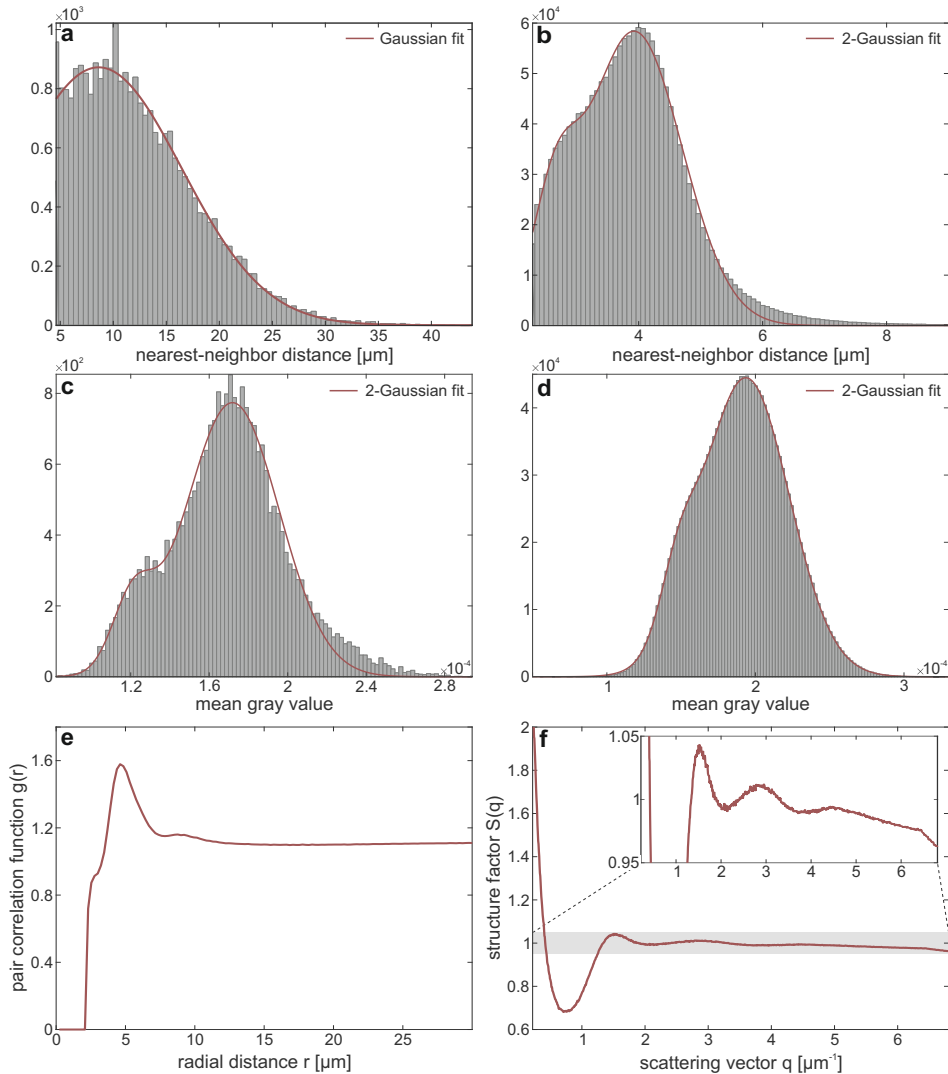 ×10³
a
Gaussian fit
1
0.8
0.6
0.4
0.2
0
5 10 15 20 25 30 35 40
nearest-neighbor distance [µm]
×10⁴
b
2-Gaussian fit
6
5
4
3
2
1
0
4 6 8
nearest-neighbor distance [µm]
×10²
c
2-Gaussian fit
8
6
4
2
0
1.2 1.6 2 2.4 2.8
×10⁻⁴
mean gray value
×10⁴
d
2-Gaussian fit
4
3
2
1
0
1 2 3
×10⁻⁴
mean gray value
e
pair correlation function g(r)
1.6
1.2
0.8
0.4
0
0 5 10 15 20 25
radial distance r [µm]
f
structure factor S(q)
2
1.8
1.6
1.4
1.2
1
0.8
0.6
1 2 3 4 5 6
scattering vector q [µm⁻¹]
1.05
1
0.95
1 2 3 4 5 6